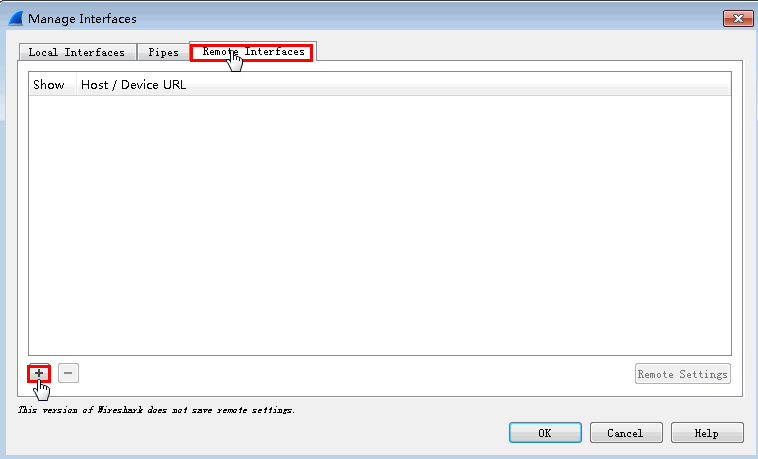 Manage Interfaces
Local Interfaces Pipes Remote Interfaces
Show Host / Device URL
Remote Settings
This version of Wireshark does not save remote settings.
OK Cancel Help